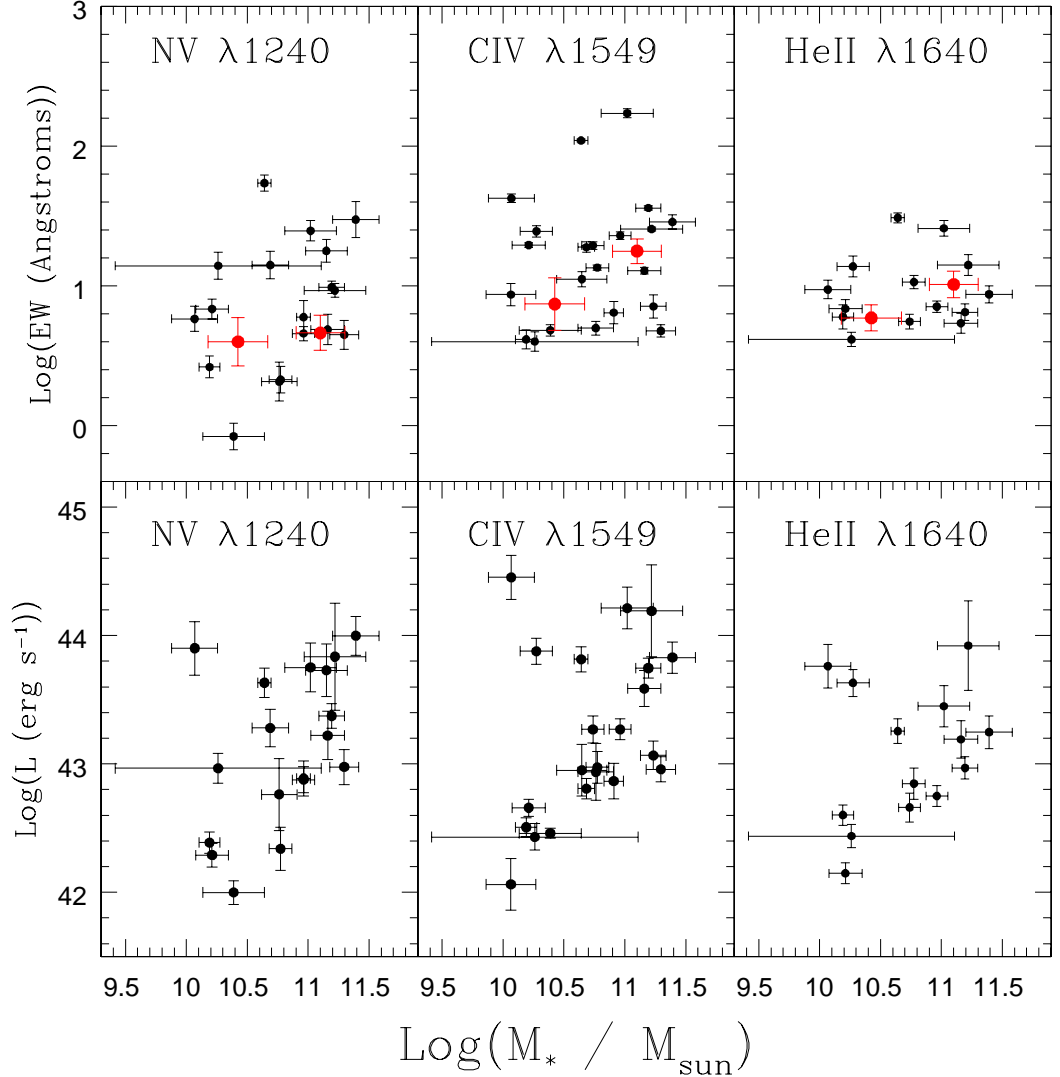 NV λ1240 CIV λ1549 HeII λ1640
3
2
1
0
Log(EW (Angstroms))
NV λ1240 CIV λ1549 HeII λ1640
45
44
43
42
Log(L (erg s⁻¹))
9.5 10 10.5 11 11.5 9.5 10 10.5 11 11.5 9.5 10 10.5 11 11.5
Log(M* / Msun)